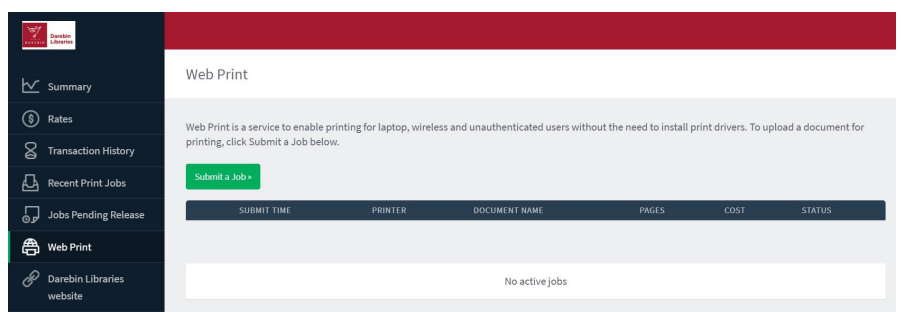 DAREBIN
Darebin
Libraries
Summary
Rates
Transaction History
Recent Print Jobs
Jobs Pending Release
Web Print
Darebin Libraries
website
Web Print
Web Print is a service to enable printing for laptop, wireless and unauthenticated users without the need to install print drivers. To upload a document for
printing, click Submit a Job below.
Submit a Job »
SUBMIT TIME PRINTER DOCUMENT NAME PAGES COST STATUS
No active jobs